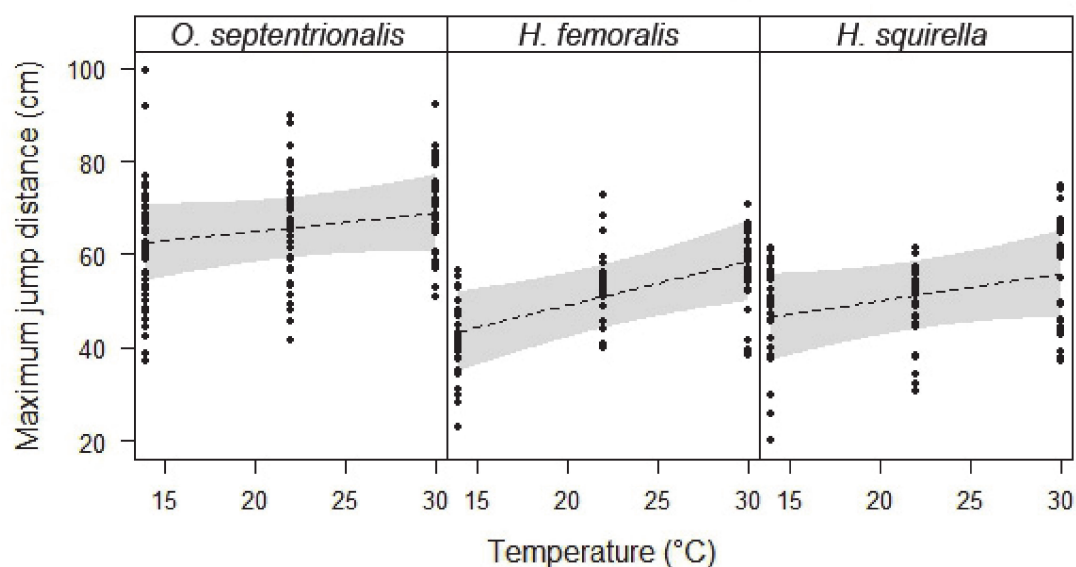 O. septentrionalis H. femoralis H. squirella
Maximum jump distance (cm)
100
80
60
40
20
15 20 25 30 15 20 25 30 15 20 25 30
Temperature (°C)